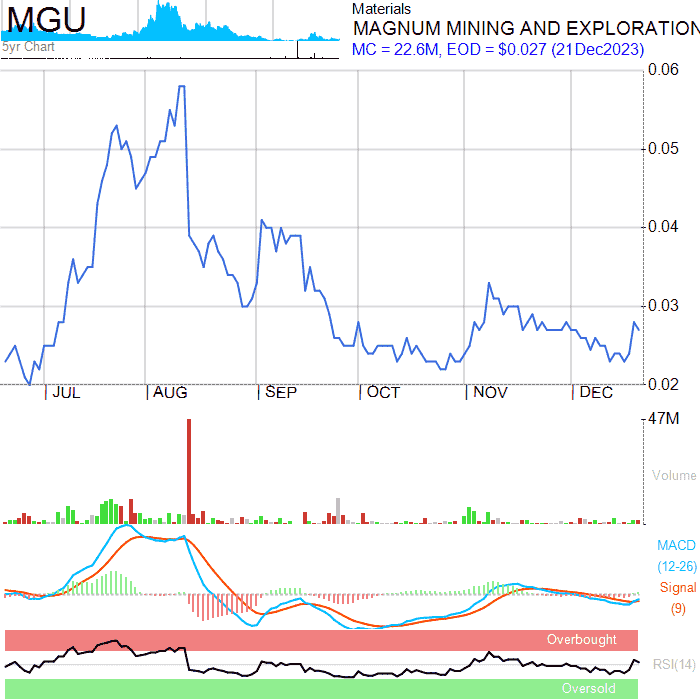 MGU
5yr Chart
Materials
MAGNUM MINING AND EXPLORATION
MC = 22.6M, EOD = $0.027 (21Dec2023)
0.06
0.05
0.04
0.03
0.02
JUL AUG SEP OCT NOV DEC
47M
Volume
MACD
(12-26)
Signal
(9)
Overbought
RSI(14)
Oversold